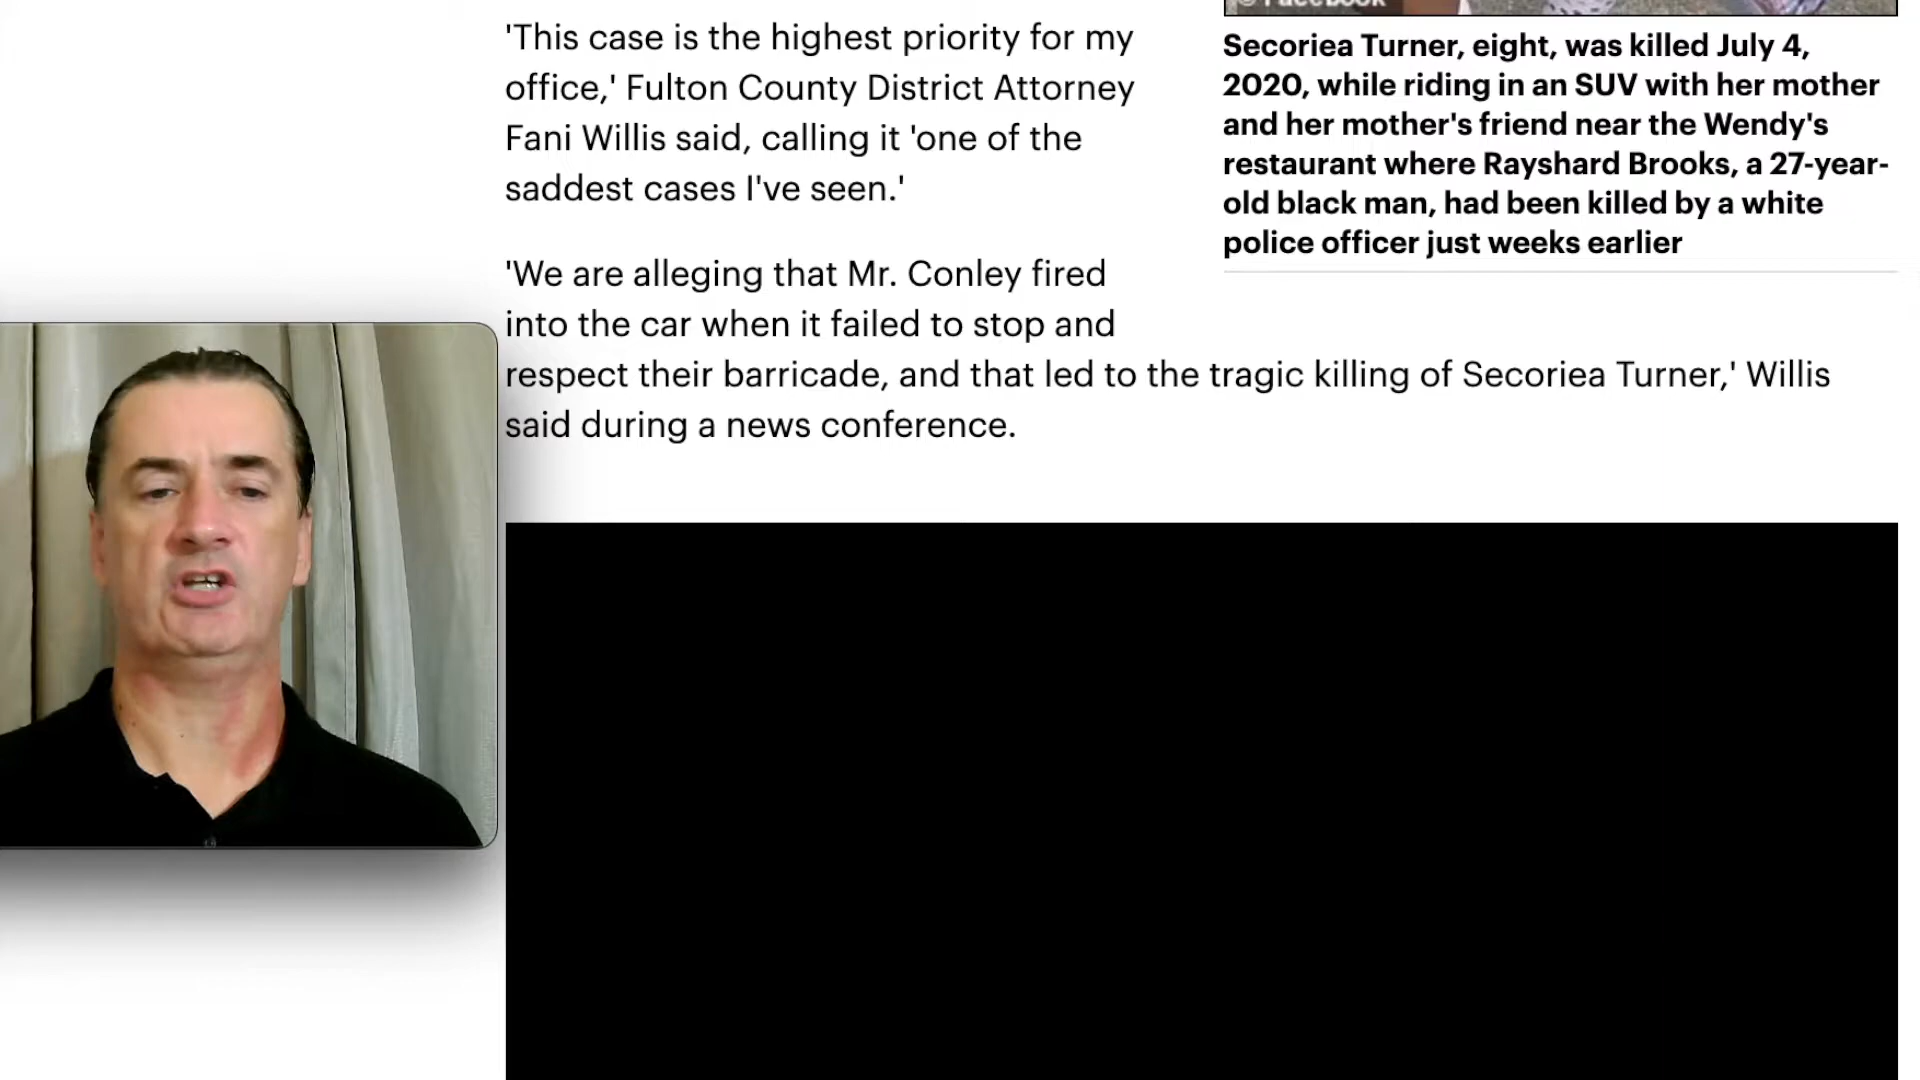 'This case is the highest priority for my
office,' Fulton County District Attorney
Fani Willis said, calling it 'one of the
saddest cases I've seen.'
'We are alleging that Mr. Conley fired
into the car when it failed to stop and
respect their barricade, and that led to the tragic killing of Secoriea Turner,' Willis
said during a news conference.
© Facebook
Secoriea Turner, eight, was killed July 4,
2020, while riding in an SUV with her mother
and her mother's friend near the Wendy's
restaurant where Rayshard Brooks, a 27-year-
old black man, had been killed by a white
police officer just weeks earlier